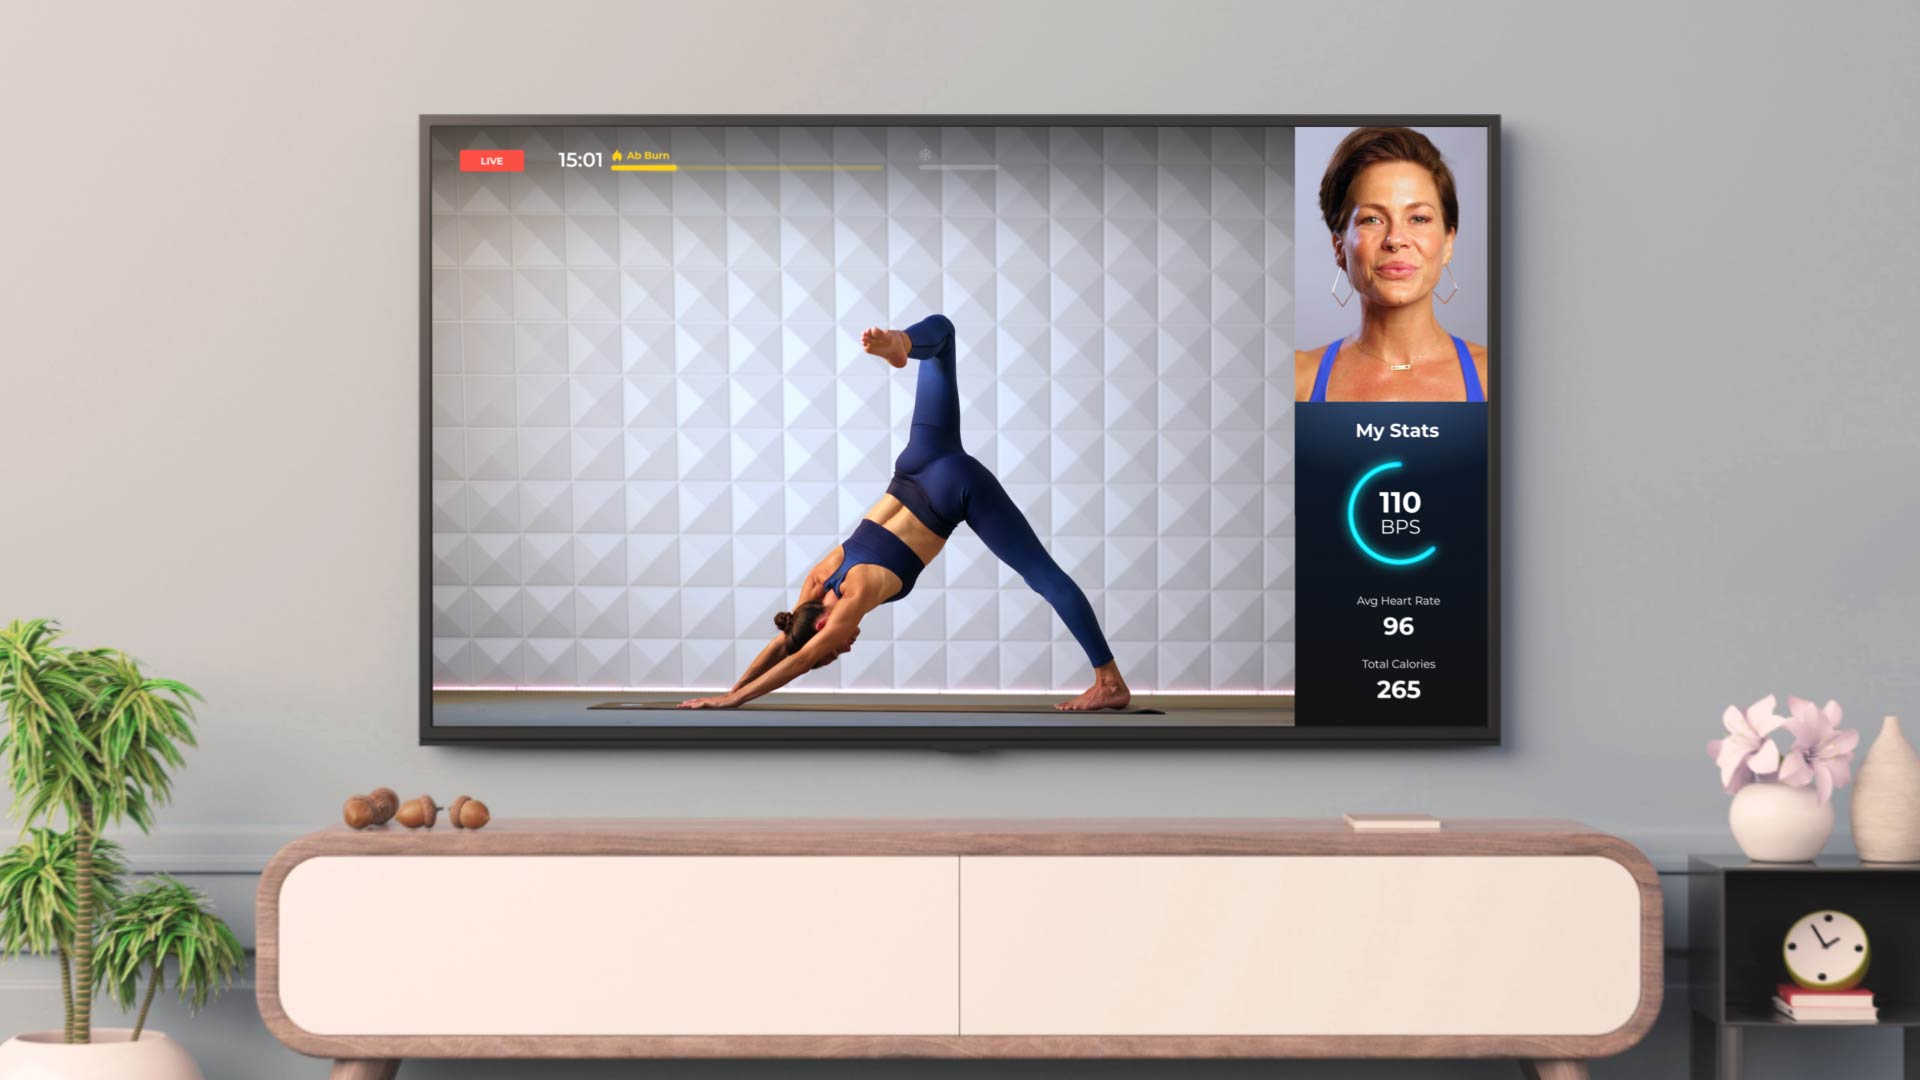 LIVE
15:01
Ab Burn
My Stats
110
BPS
Avg Heart Rate
96
Total Calories
265